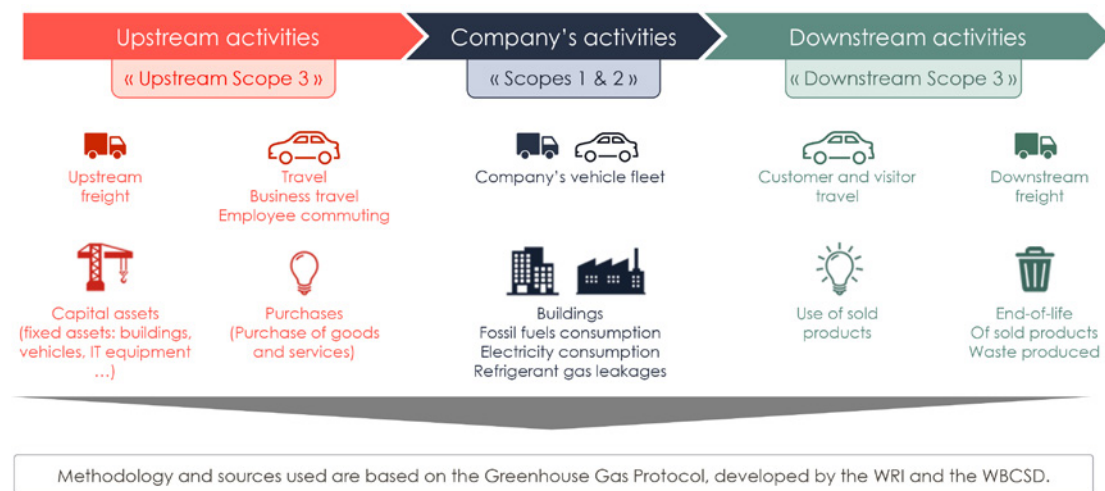 Upstream activities
Company's activities
Downstream activities
« Upstream Scope 3 »
« Scopes 1 & 2 »
« Downstream Scope 3 »
Upstream
freight
Travel
Business travel
Employee commuting
Company's vehicle fleet
Customer and visitor
travel
Downstream
freight
Capital assets
(fixed assets: buildings,
vehicles, IT equipment
...)
Purchases
(Purchase of goods
and services)
Buildings
Fossil fuels consumption
Electricity consumption
Refrigerant gas leakages
Use of sold
products
End-of-life
Of sold products
Waste produced
Methodology and sources used are based on the Greenhouse Gas Protocol, developed by the WRI and the WBCSD.